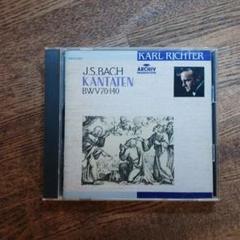 KARL RICHTER
J.S. BACH
ARCHIV
KANTATEN
BWV70·140